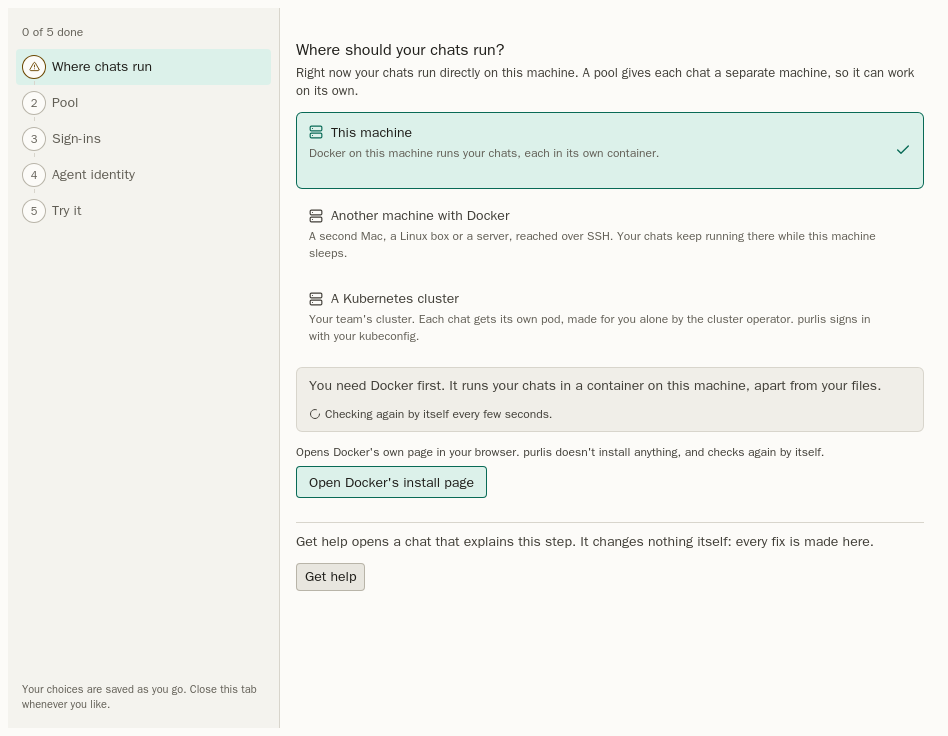 0 of 5 done
Where chats run
2 Pool
3 Sign-ins
4 Agent identity
5 Try it
Your choices are saved as you go. Close this tab
whenever you like.
Where should your chats run?
Right now your chats run directly on this machine. A pool gives each chat a separate machine, so it can work
on its own.
This machine
Docker on this machine runs your chats, each in its own container.
Another machine with Docker
A second Mac, a Linux box or a server, reached over SSH. Your chats keep running there while this machine
sleeps.
A Kubernetes cluster
Your team's cluster. Each chat gets its own pod, made for you alone by the cluster operator. purlis signs in
with your kubeconfig.
You need Docker first. It runs your chats in a container on this machine, apart from your files.
Checking again by itself every few seconds.
Opens Docker's own page in your browser. purlis doesn't install anything, and checks again by itself.
Open Docker's install page
Get help opens a chat that explains this step. It changes nothing itself: every fix is made here.
Get help